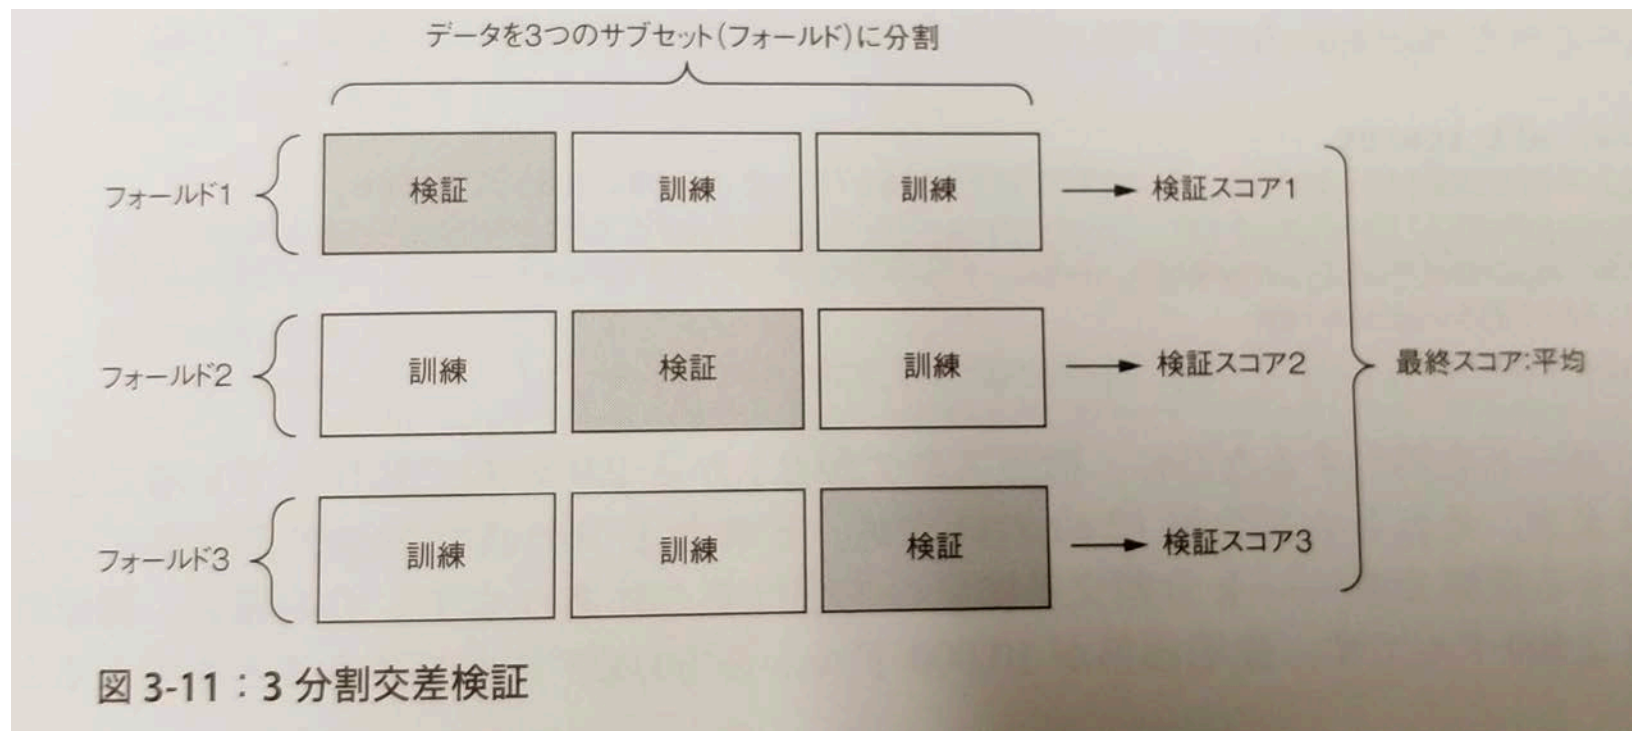 データを3つのサブセット(フォールド)に分割
フォールド1
検証
訓練
訓練
検証スコア1
フォールド2
訓練
検証
訓練
検証スコア2
最終スコア:平均
フォールド3
訓練
訓練
検証
検証スコア3
図 3-11：3 分割交差検証